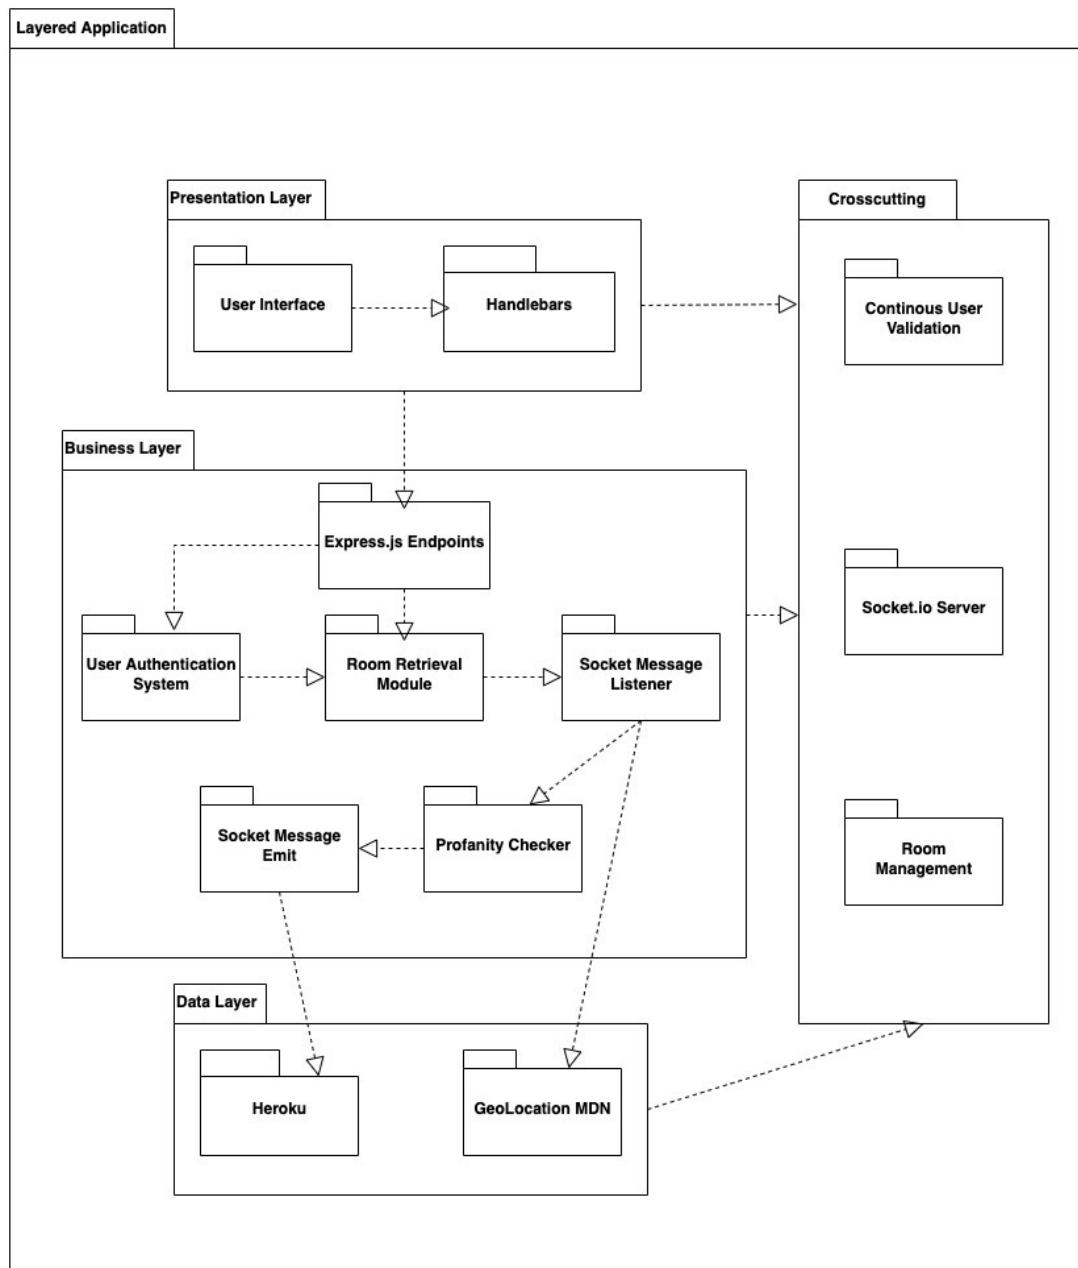 Layered Application
Presentation Layer
Crosscutting
User Interface
Handlebars
Continous User
Validation
Business Layer
Express.js Endpoints
Socket.io Server
User Authentication
System
Room Retrieval
Module
Socket Message
Listener
Socket Message
Emit
Profanity Checker
Room
Management
Data Layer
Heroku
GeoLocation MDN